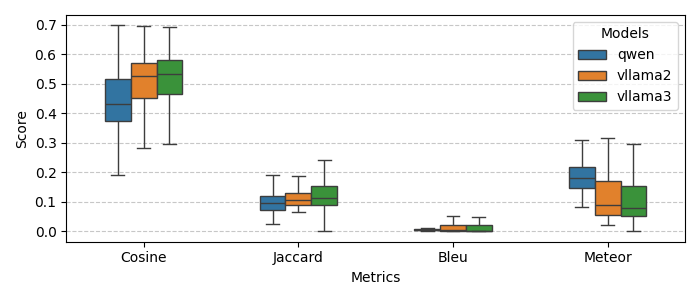 0.7
0.6
0.5
0.4
0.3
0.2
0.1
0.0
Score
Models
qwen
vllama2
vllama3
Cosine Jaccard Bleu Meteor
Metrics